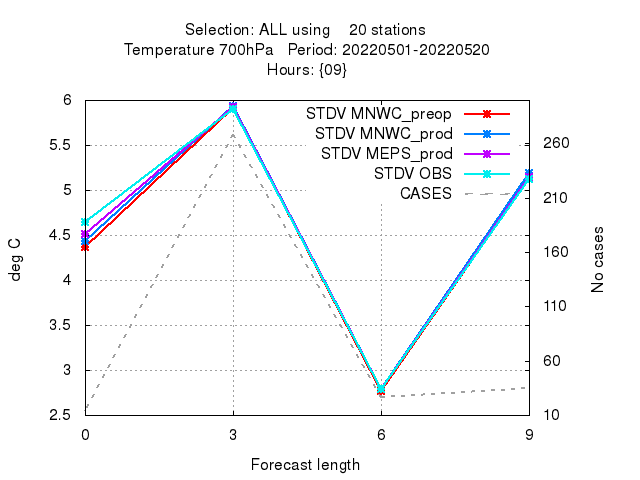 Selection: ALL using 20 stations
Temperature 700hPa Period: 20220501-20220520
Hours: {09}
STDV MNWC_preop
STDV MNWC_prod
STDV MEPS_prod
STDV OBS
CASES
6
5.5
5
4.5
4
3.5
3
2.5
deg C
260
210
160
110
60
10
No cases
0 3 6 9
Forecast length